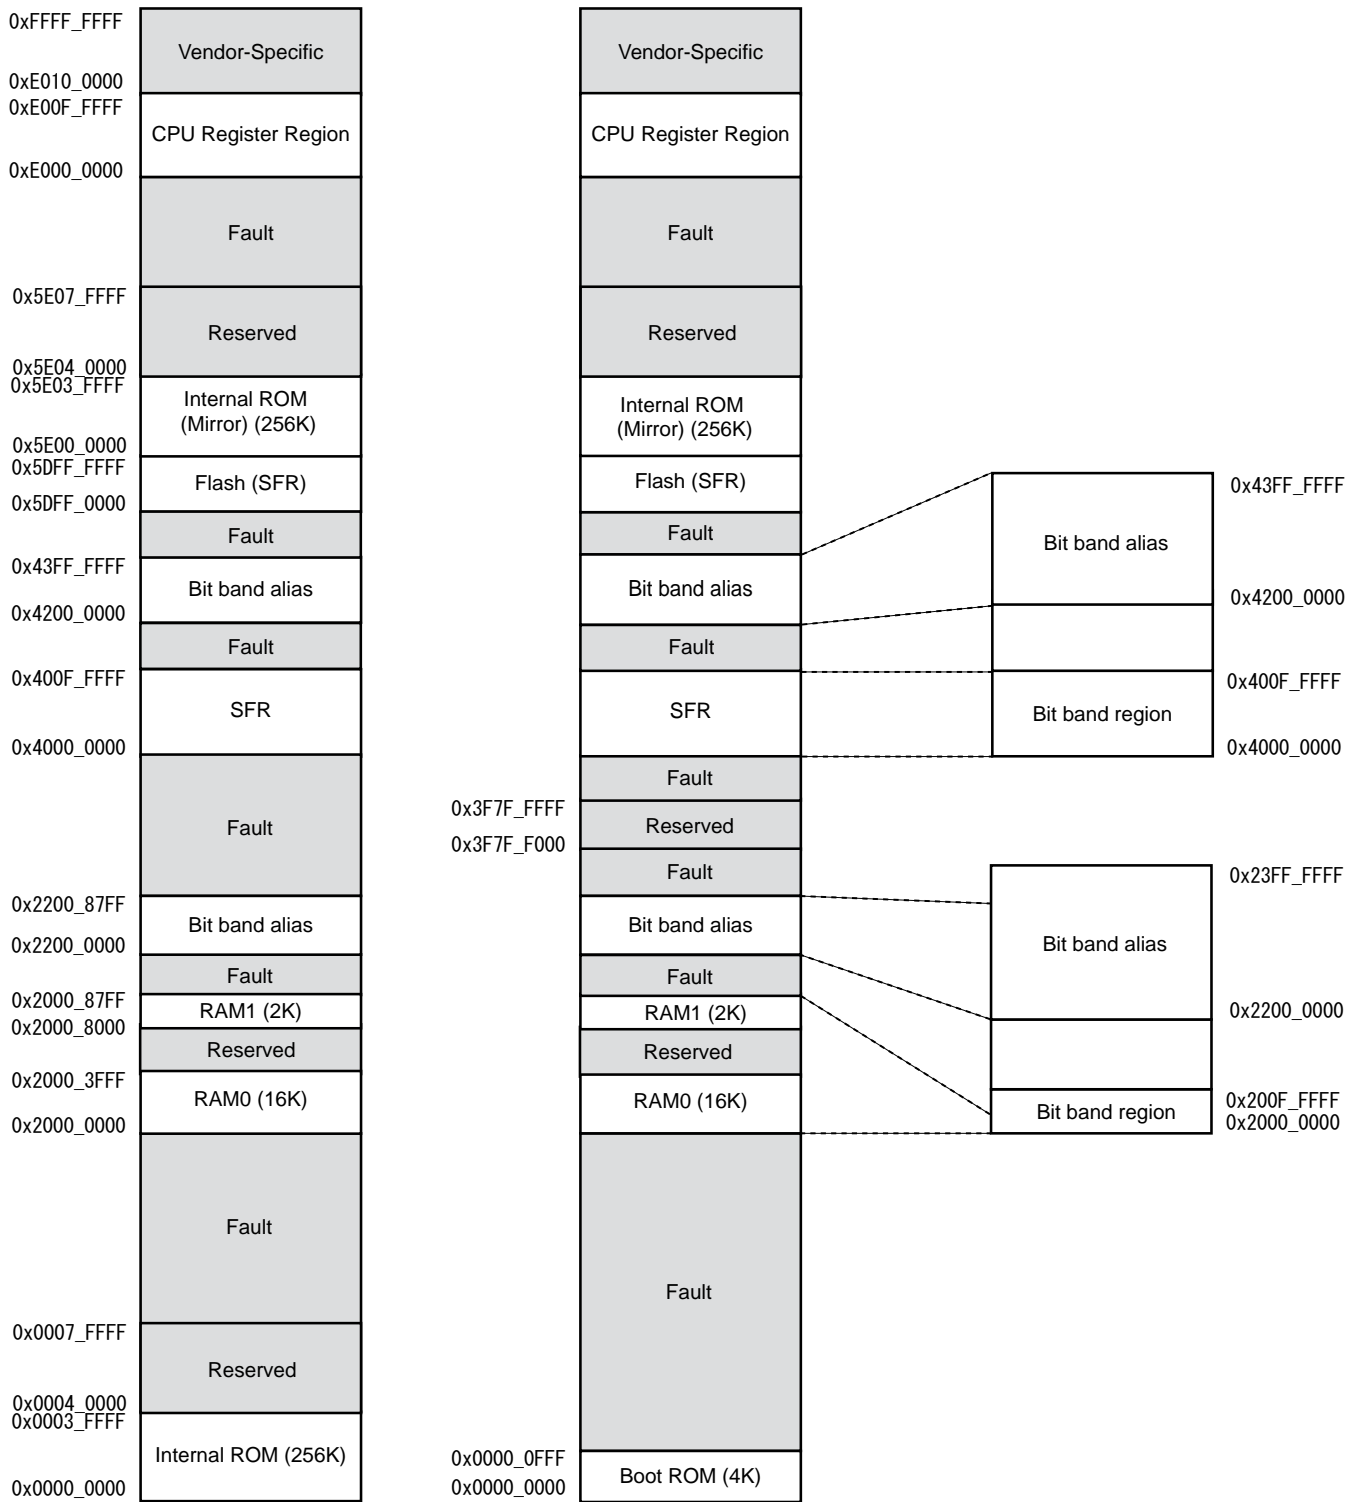 0xFFFF_FFFF
Vendor-Specific
0xE010_0000
0xE00F_FFFF
CPU Register Region
0xE000_0000
Fault
0x5E07_FFFF
Reserved
0x5E04_0000
0x5E03_FFFF
Internal ROM
(Mirror) (256K)
0x5E00_0000
0x5DFF_FFFF
Flash (SFR)
0x5DFF_0000
Fault
0x43FF_FFFF
Bit band alias
0x4200_0000
Fault
0x400F_FFFF
SFR
0x4000_0000
Fault
0x2200_87FF
Bit band alias
0x2200_0000
Fault
0x2000_87FF
RAM1 (2K)
0x2000_8000
Reserved
0x2000_3FFF
RAM0 (16K)
0x2000_0000
Fault
0x0007_FFFF
Reserved
0x0004_0000
0x0003_FFFF
Internal ROM (256K)
0x0000_0000
Vendor-Specific
CPU Register Region
Fault
Reserved
Internal ROM
(Mirror) (256K)
Flash (SFR)
Fault
Bit band alias
Fault
SFR
Fault
0x3F7F_FFFF
Reserved
0x3F7F_F000
Fault
Bit band alias
Fault
RAM1 (2K)
Reserved
RAM0 (16K)
Fault
0x0000_0FFF
Boot ROM (4K)
0x0000_0000
0x43FF_FFFF
Bit band alias
0x4200_0000
0x400F_FFFF
Bit band region
0x4000_0000
0x23FF_FFFF
Bit band alias
0x2200_0000
0x200F_FFFF
Bit band region
0x2000_0000